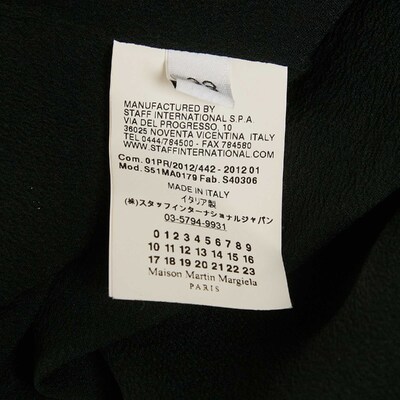 MANUFACTURED BY
STAFF INTERNATIONAL S.P.A
VIA DEL PROGRESSO, 10
36025 NOVENTA VICENTINA ITALY
TEL 0444/784500 - FAX 784580
WWW.STAFFINTERNATIONAL.COM
Com. 01PR/2012/442 - 2012 01
Mod. S51MA0179 Fab. S40306
MADE IN ITALY
イタリア製
(株)スタッフインターナショナルジャパン
03-5794-9931
0 1 2 3 4 5 6 7 8 9
10 11 12 13 14 15 16
17 18 19 20 21 22 23
Maison Martin Margiela
PARIS